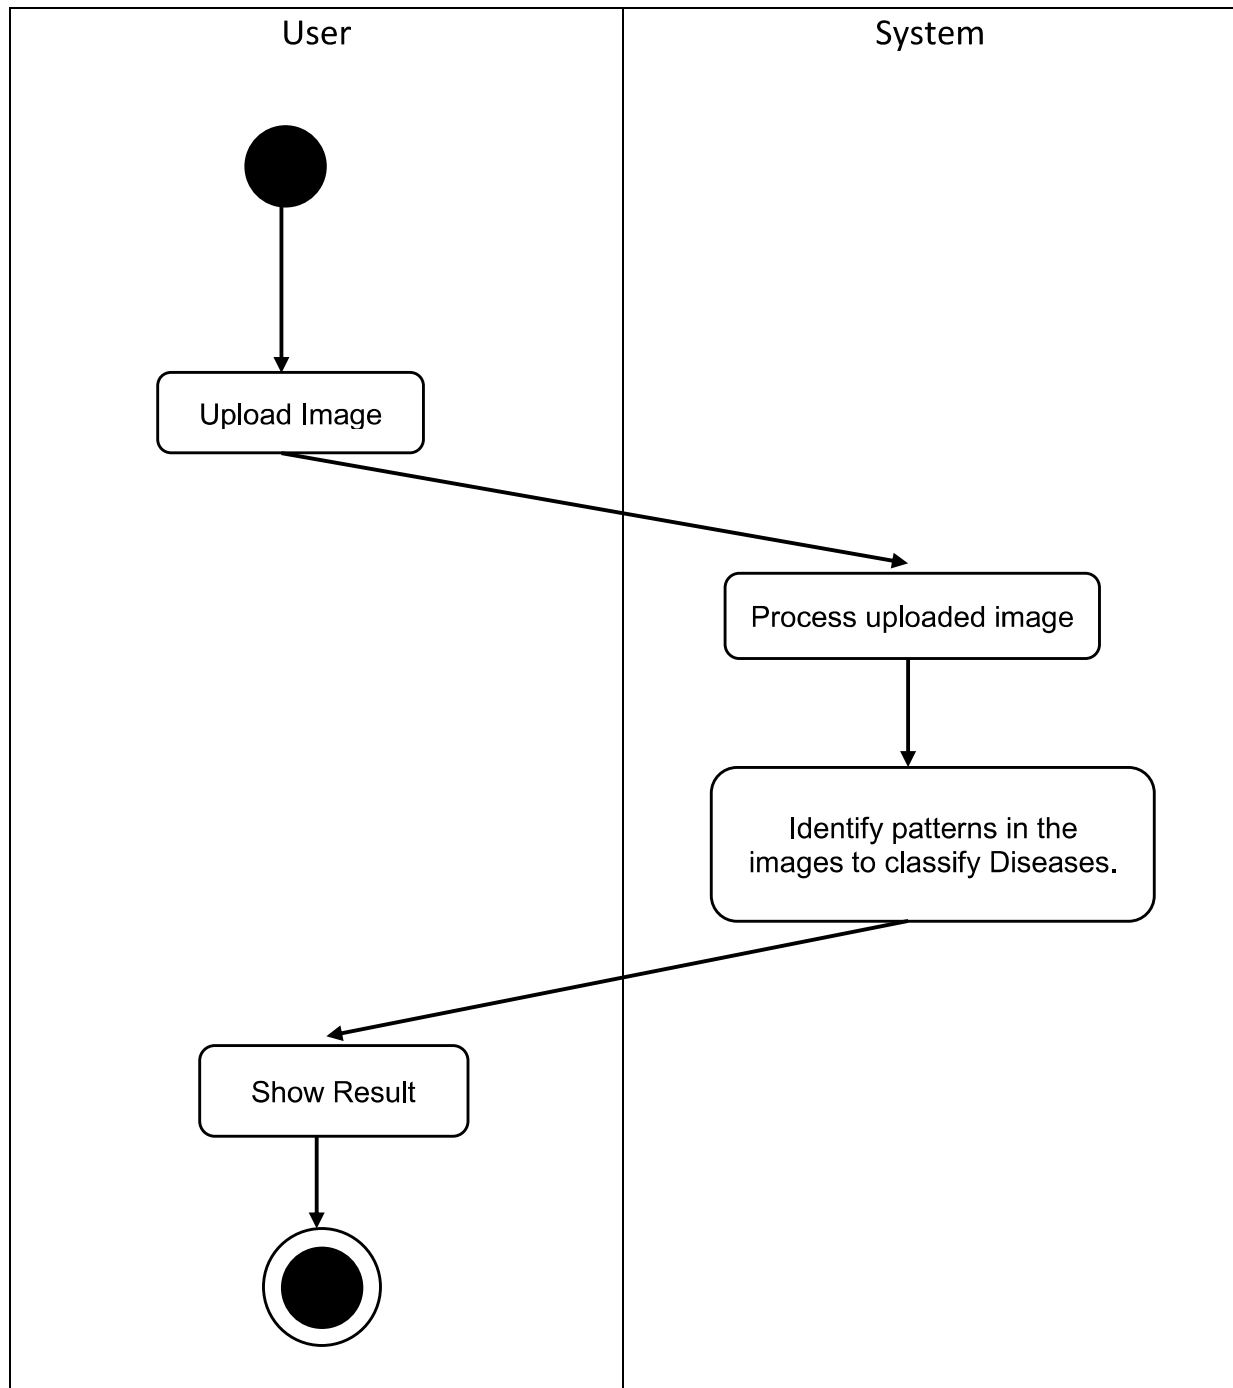 User
System
Upload Image
Process uploaded image
Identify patterns in the
images to classify Diseases.
Show Result